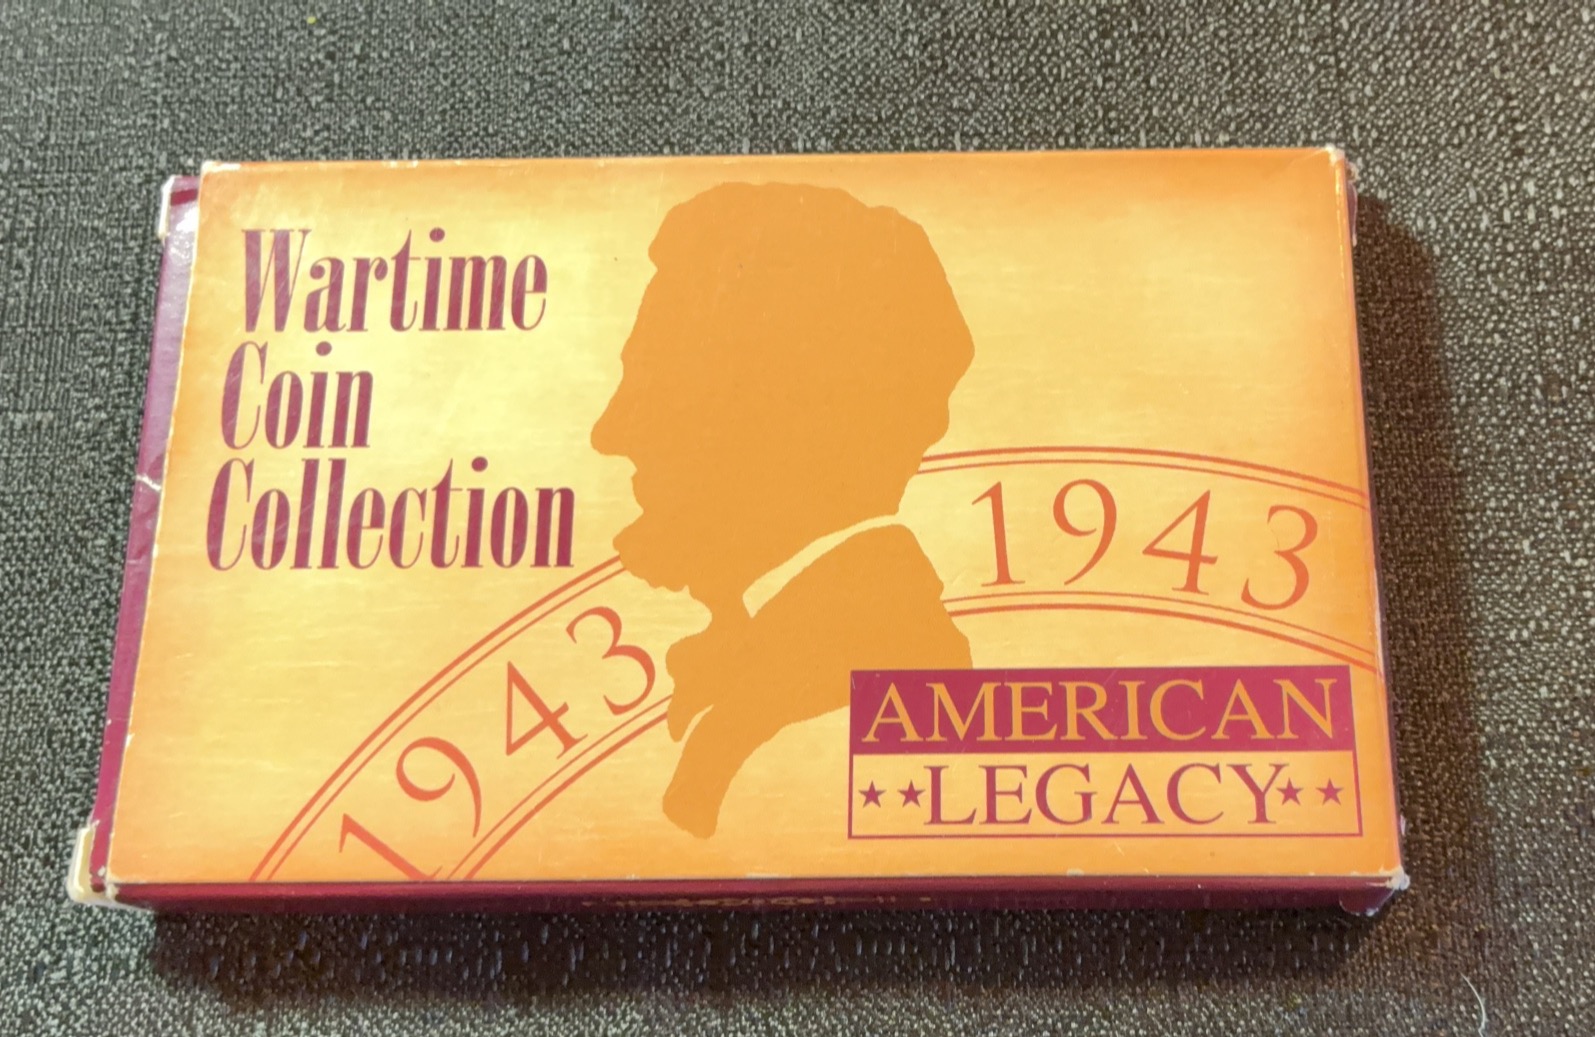 Wartime
Coin
Collection
1943
1943
AMERICAN
★★LEGACY★★